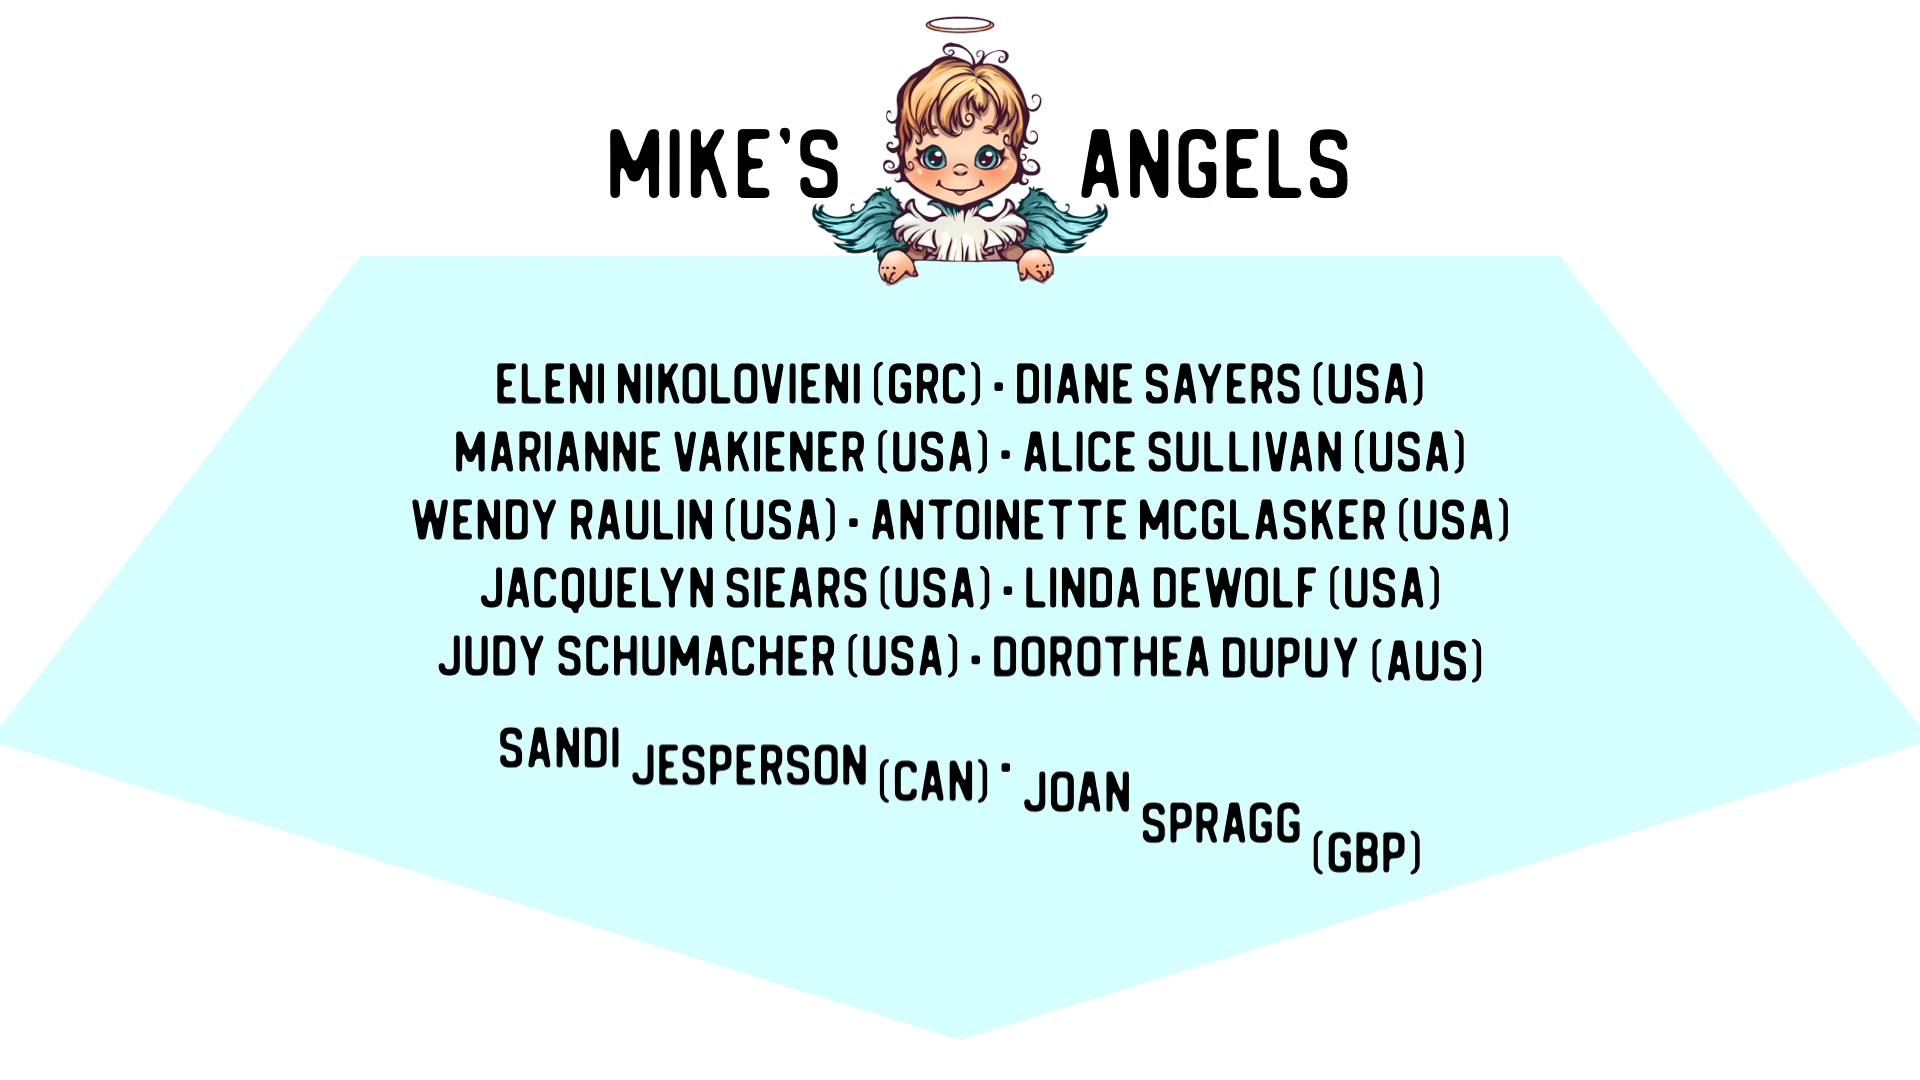 MIKE'S ANGELS
ELENI NIKOLOVIENI (GRC) • DIANE SAYERS (USA)
MARIANNE VAKIENER (USA) • ALICE SULLIVAN (USA)
WENDY RAULIN (USA) • ANTOINETTE MCGLASKER (USA)
JACQUELYN SIEARS (USA) • LINDA DEWOLF (USA)
JUDY SCHUMACHER (USA) • DOROTHEA DUPUY (AUS)
SANDI JESPERSON (CAN) • JOAN SPRAGG (GBP)